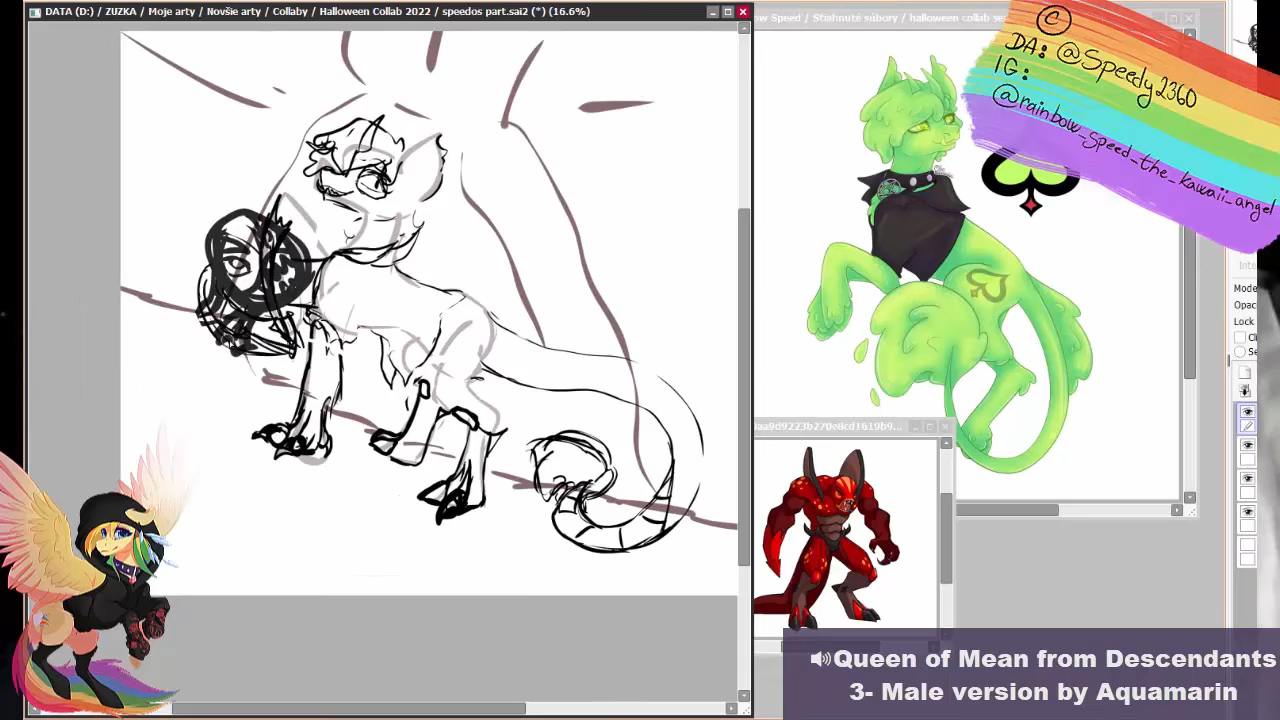 DATA (D:) / ZUZKA / Moje arty / Novšie arty / Collaby / Halloween Collab 2022 / speedos part.sai2 (*) (16.6%)
ow Speed / Stiahnuté súbory / halloween collab se
©
DA: @Speedy2360
IG:
@rainbow_speed_the_kawaii_angel
Mode
Opac
Lock
aa9d9223b270e8cd1619b9...
Queen of Mean from Descendants
3- Male version by Aquamarin